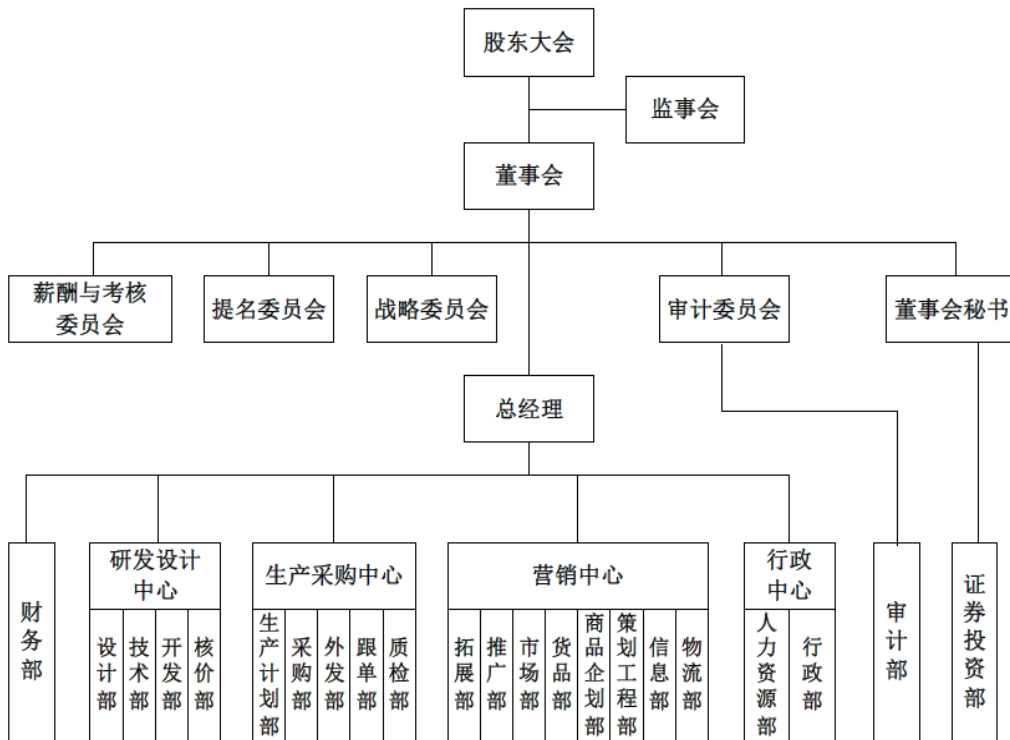 股东大会
监事会
董事会
薪酬与考核
委员会
提名委员会
战略委员会
审计委员会
董事会秘书
总经理
财务部
研发设计
中心
设计部
技术部
开发部
核价部
生产采购中心
生产计划部
采购部
外发部
跟单部
质检部
营销中心
拓展部
推广部
市场部
货品部
商品企划部
策划工程部
信息部
物流部
行政
中心
人力资源部
行政部
审计部
证券投资部